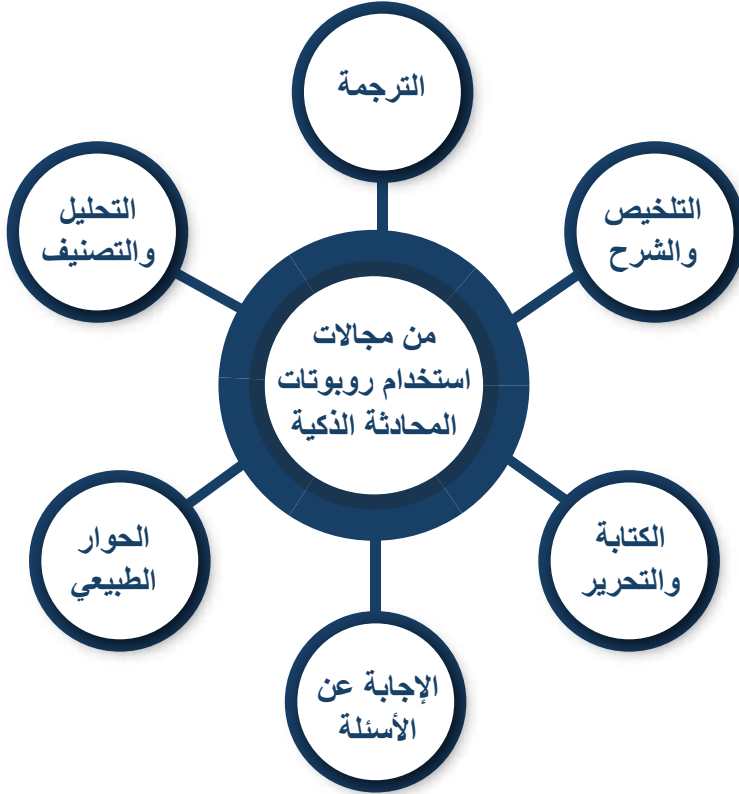 الترجمة
التلخيص
والشرح
الكتابة
والتحرير
الإجابة عن
الأسئلة
الحوار
الطبيعي
التحليل
والتصنيف
من مجالات
استخدام روبوتات
المحادثة الذكية